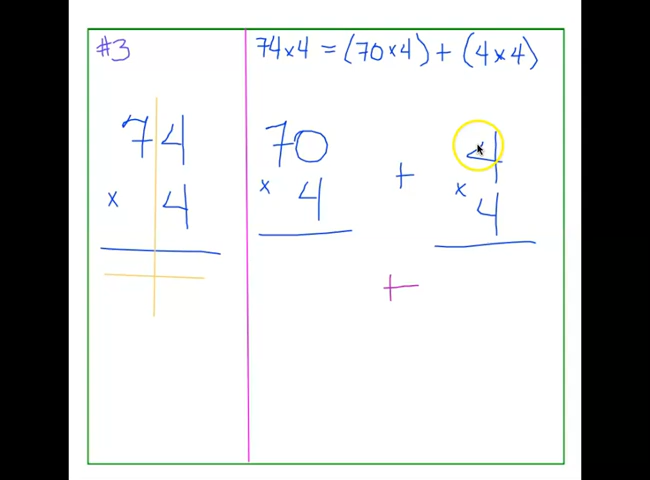 #3
74x4 = (70x4) + (4x4)
74
x 4
70
x 4
+
4
x 4
+